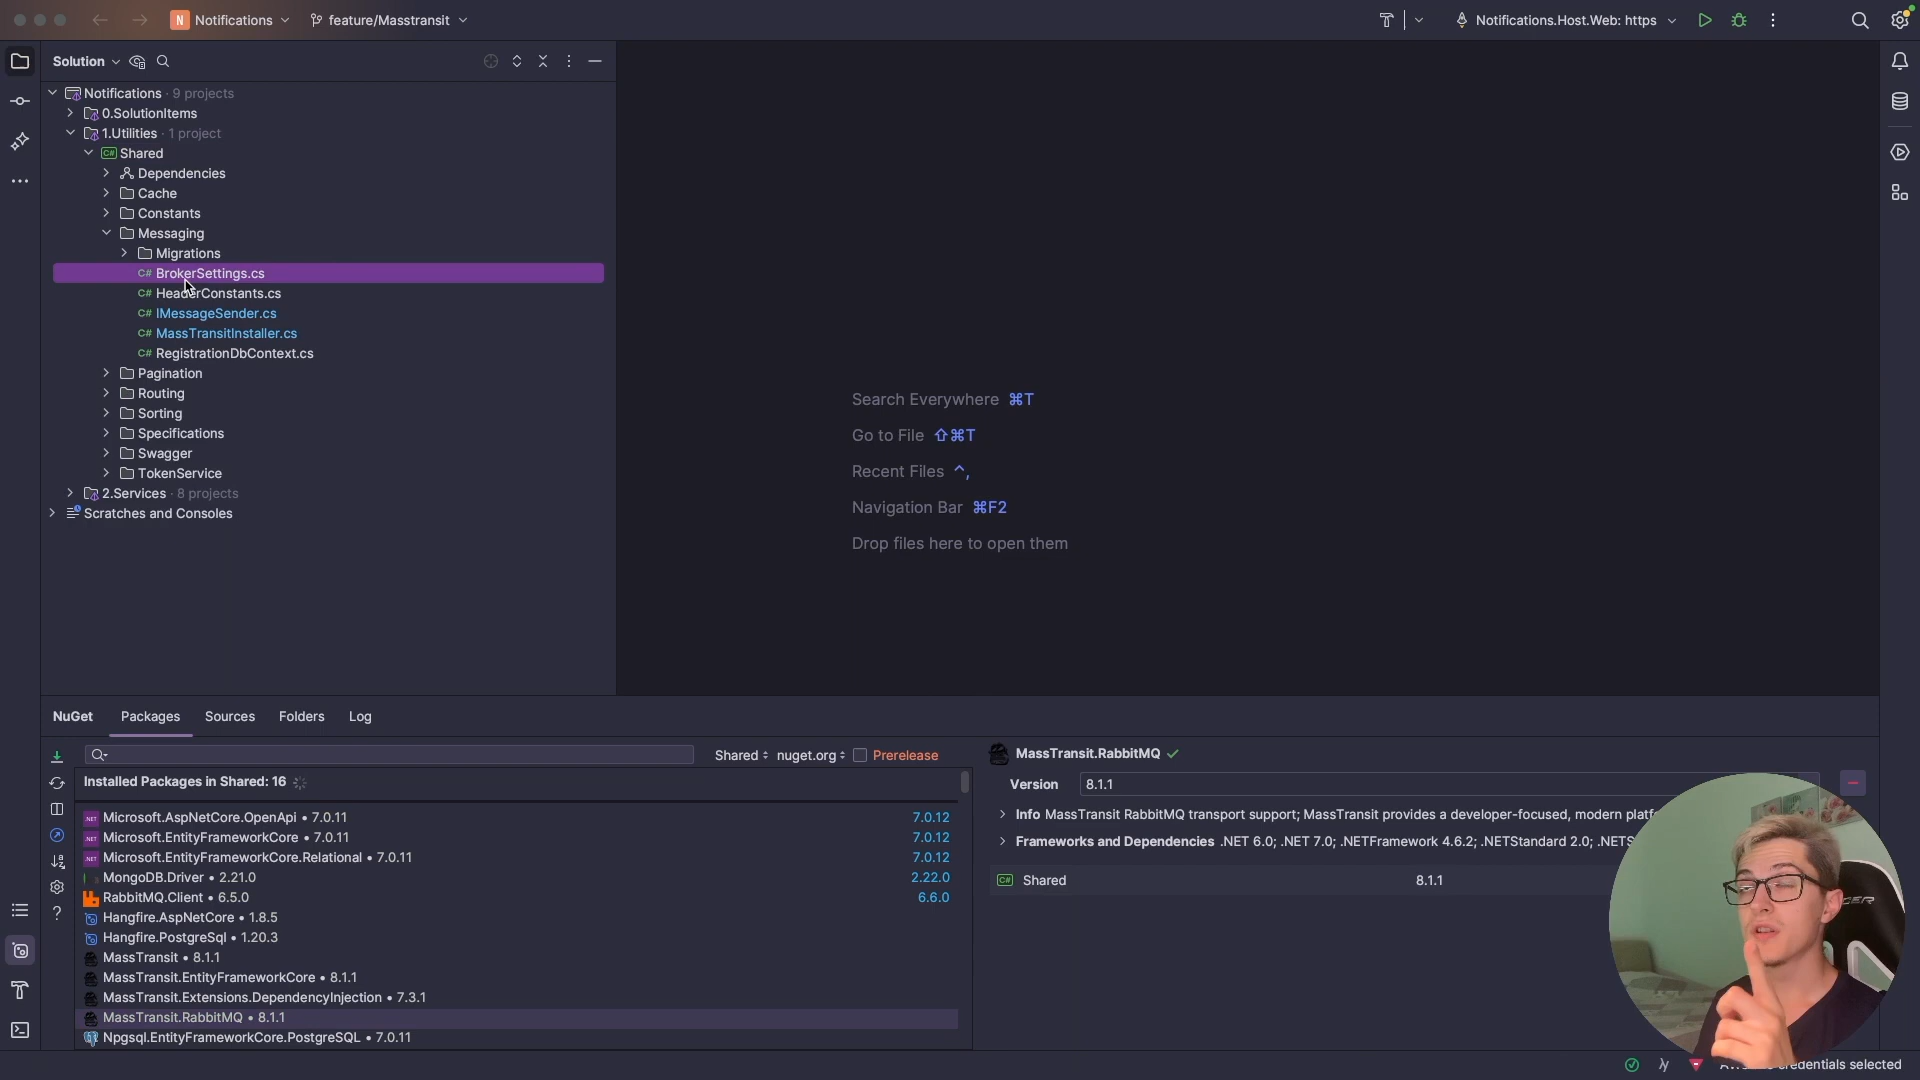 N Notifications
feature/Masstransit
Notifications.Host.Web: https
Solution
Notifications · 9 projects
0.SolutionItems
1.Utilities · 1 project
C# Shared
Dependencies
Cache
Constants
Messaging
Migrations
C# BrokerSettings.cs
C# HeaderConstants.cs
C# IMessageSender.cs
C# MassTransitInstaller.cs
C# RegistrationDbContext.cs
Pagination
Routing
Sorting
Specifications
Swagger
TokenService
2.Services · 8 projects
Scratches and Consoles
Search Everywhere ⌘T
Go to File ⇧⌘T
Recent Files ⌃,
Navigation Bar ⌘F2
Drop files here to open them
NuGet Packages Sources Folders Log
Shared nuget.org Prerelease
Installed Packages in Shared: 16
.NET Microsoft.AspNetCore.OpenApi • 7.0.11 7.0.12
.NET Microsoft.EntityFrameworkCore • 7.0.11 7.0.12
.NET Microsoft.EntityFrameworkCore.Relational • 7.0.11 7.0.12
MongoDB.Driver • 2.21.0 2.22.0
RabbitMQ.Client • 6.5.0 6.6.0
Hangfire.AspNetCore • 1.8.5
Hangfire.PostgreSql • 1.20.3
MassTransit • 8.1.1
MassTransit.EntityFrameworkCore • 8.1.1
MassTransit.Extensions.DependencyInjection • 7.3.1
MassTransit.RabbitMQ • 8.1.1
Npgsql.EntityFrameworkCore.PostgreSQL • 7.0.11
MassTransit.RabbitMQ
Version 8.1.1
Info MassTransit RabbitMQ transport support; MassTransit provides a developer-focused, modern platf
Frameworks and Dependencies .NET 6.0; .NET 7.0; .NETFramework 4.6.2; .NETStandard 2.0; .NETS
C# Shared 8.1.1
credentials selected